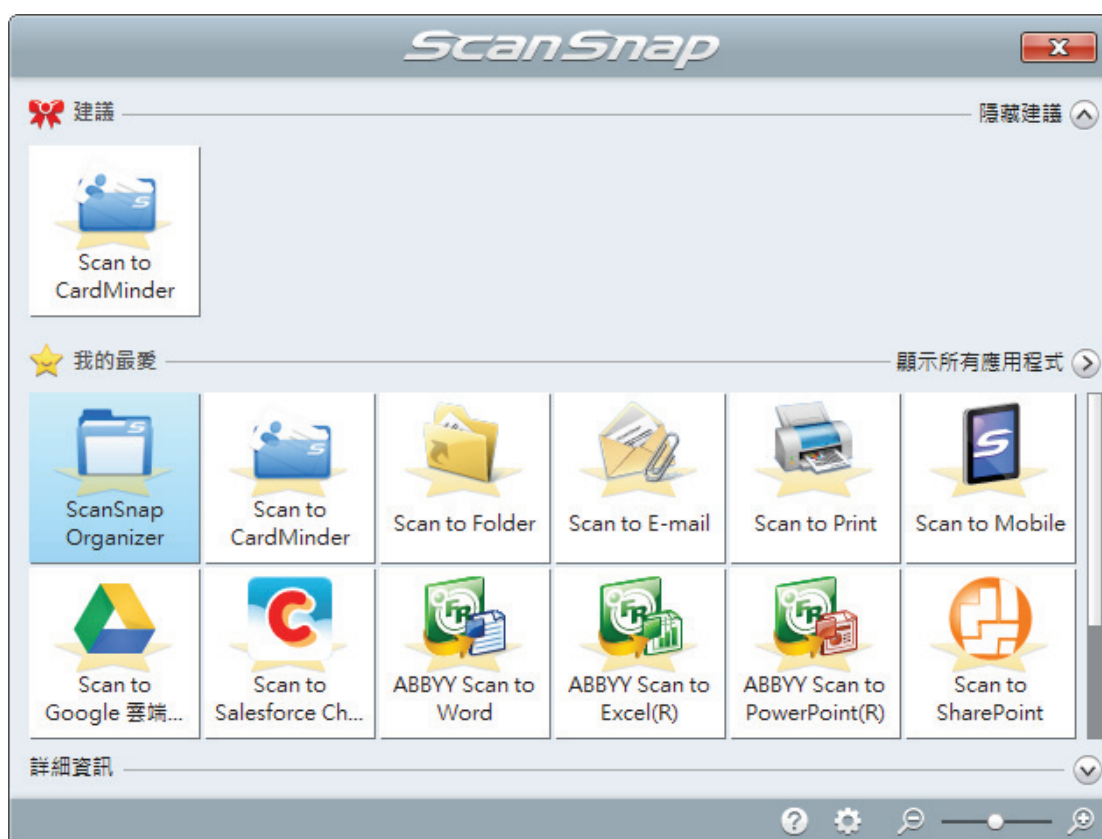 ScanSnap
建議
隱藏建議
Scan to
CardMinder
我的最愛
顯示所有應用程式
ScanSnap
Organizer
Scan to
CardMinder
Scan to Folder
Scan to E-mail
Scan to Print
Scan to Mobile
Scan to
Google 雲端...
Scan to
Salesforce Ch...
ABBYY Scan to
Word
ABBYY Scan to
Excel(R)
ABBYY Scan to
PowerPoint(R)
Scan to
SharePoint
詳細資訊